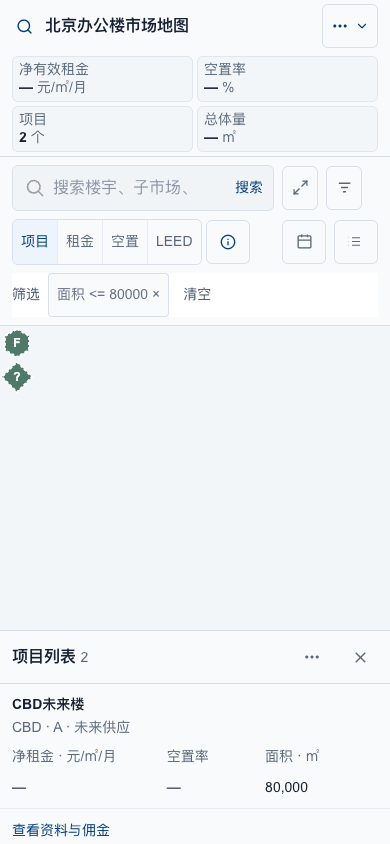 北京办公楼市场地图
净有效租金
— 元/㎡/月
空置率
— %
项目
2 个
总体量
— ㎡
搜索楼宇、子市场、
搜索
项目
租金
空置
LEED
筛选
面积 <= 80000 ×
清空
F
?
项目列表 2
CBD未来楼
CBD · A · 未来供应
净租金 · 元/㎡/月
空置率
面积 · ㎡
—
—
80,000
查看资料与佣金